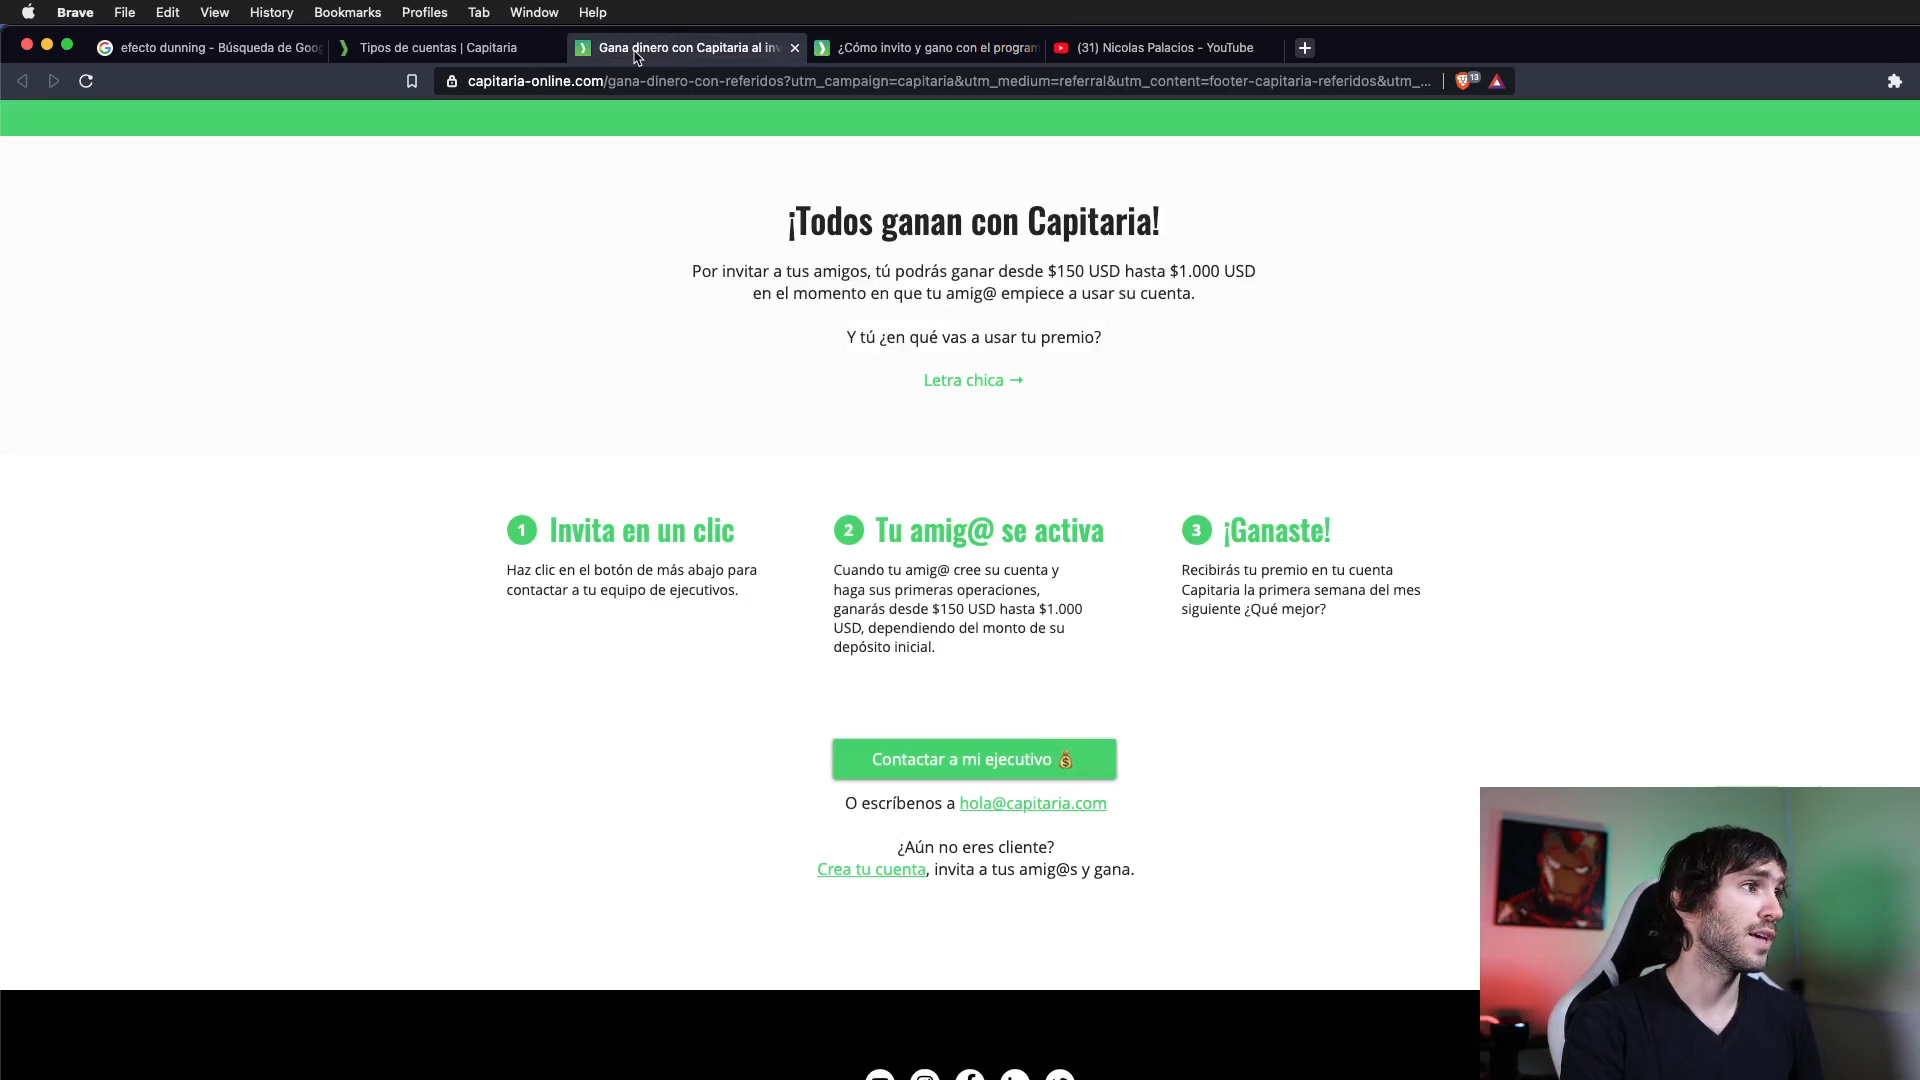 Brave File Edit View History Bookmarks Profiles Tab Window Help
efecto dunning - Búsqueda de Goog
Tipos de cuentas | Capitaria
Gana dinero con Capitaria al inv
¿Cómo invito y gano con el program
(31) Nicolas Palacios - YouTube
capitaria-online.com/gana-dinero-con-referidos?utm_campaign=capitaria&utm_medium=referral&utm_content=footer-capitaria-referidos&utm_...
13
¡Todos ganan con Capitaria!
Por invitar a tus amigos, tú podrás ganar desde $150 USD hasta $1.000 USD
en el momento en que tu amig@ empiece a usar su cuenta.
Y tú ¿en qué vas a usar tu premio?
Letra chica →
1 Invita en un clic
Haz clic en el botón de más abajo para
contactar a tu equipo de ejecutivos.
2 Tu amig@ se activa
Cuando tu amig@ cree su cuenta y
haga sus primeras operaciones,
ganarás desde $150 USD hasta $1.000
USD, dependiendo del monto de su
depósito inicial.
3 ¡Ganaste!
Recibirás tu premio en tu cuenta
Capitaria la primera semana del mes
siguiente ¿Qué mejor?
Contactar a mi ejecutivo 💰
O escríbenos a hola@capitaria.com
¿Aún no eres cliente?
Crea tu cuenta, invita a tus amig@s y gana.